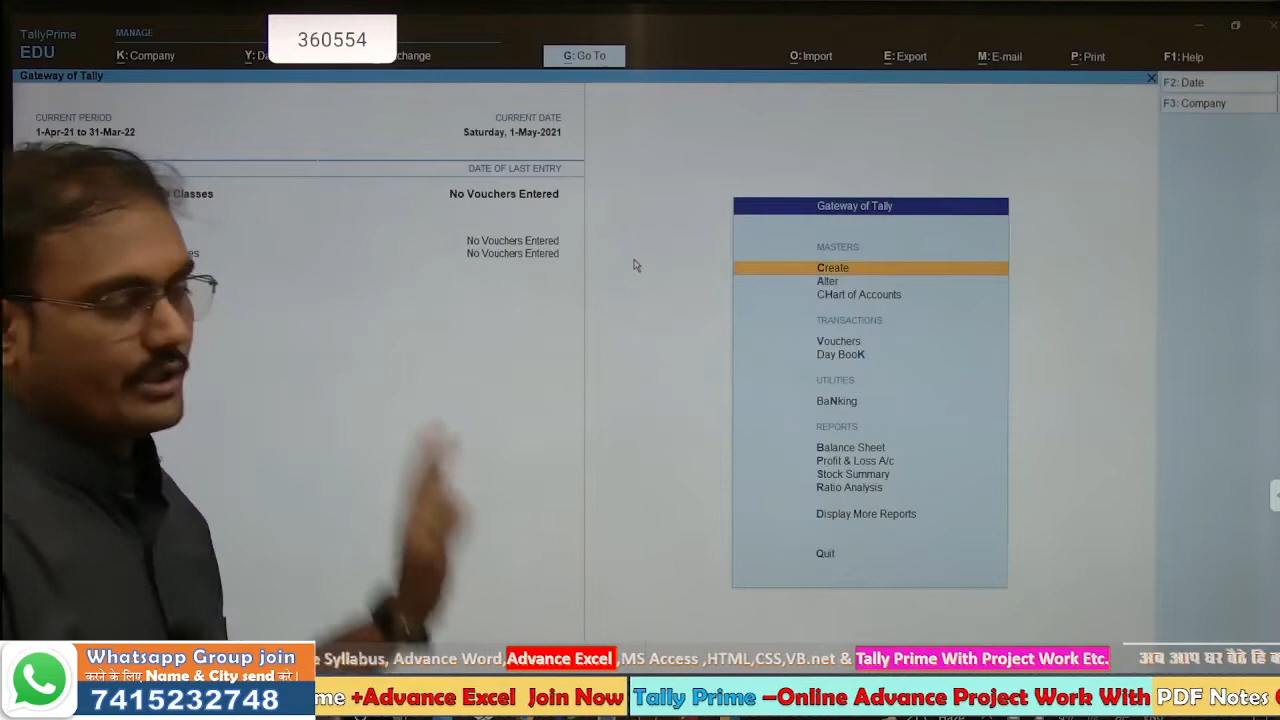 TallyPrime
EDU
MANAGE
K: Company
360554
change
G: Go To
O: Import
E: Export
M: E-mail
P: Print
F1: Help
Gateway of Tally
F2: Date
F3: Company
CURRENT PERIOD
1-Apr-21 to 31-Mar-22
CURRENT DATE
Saturday, 1-May-2021
DATE OF LAST ENTRY
Classes
No Vouchers Entered
No Vouchers Entered
No Vouchers Entered
Gateway of Tally
MASTERS
Create
Alter
CHart of Accounts
TRANSACTIONS
Vouchers
Day BooK
UTILITIES
BaNking
REPORTS
Balance Sheet
Profit & Loss A/c
Stock Summary
Ratio Analysis
Display More Reports
Quit
Whatsapp Group join
करने के लिए Name & City send करें !
7415232748
e Syllabus, Advance Word,Advance Excel ,MS Access ,HTML,CSS,VB.net & Tally Prime With Project Work Etc. अब आप घर बैठे हि
me +Advance Excel Join Now Tally Prime –Online Advance Project Work With PDF Notes